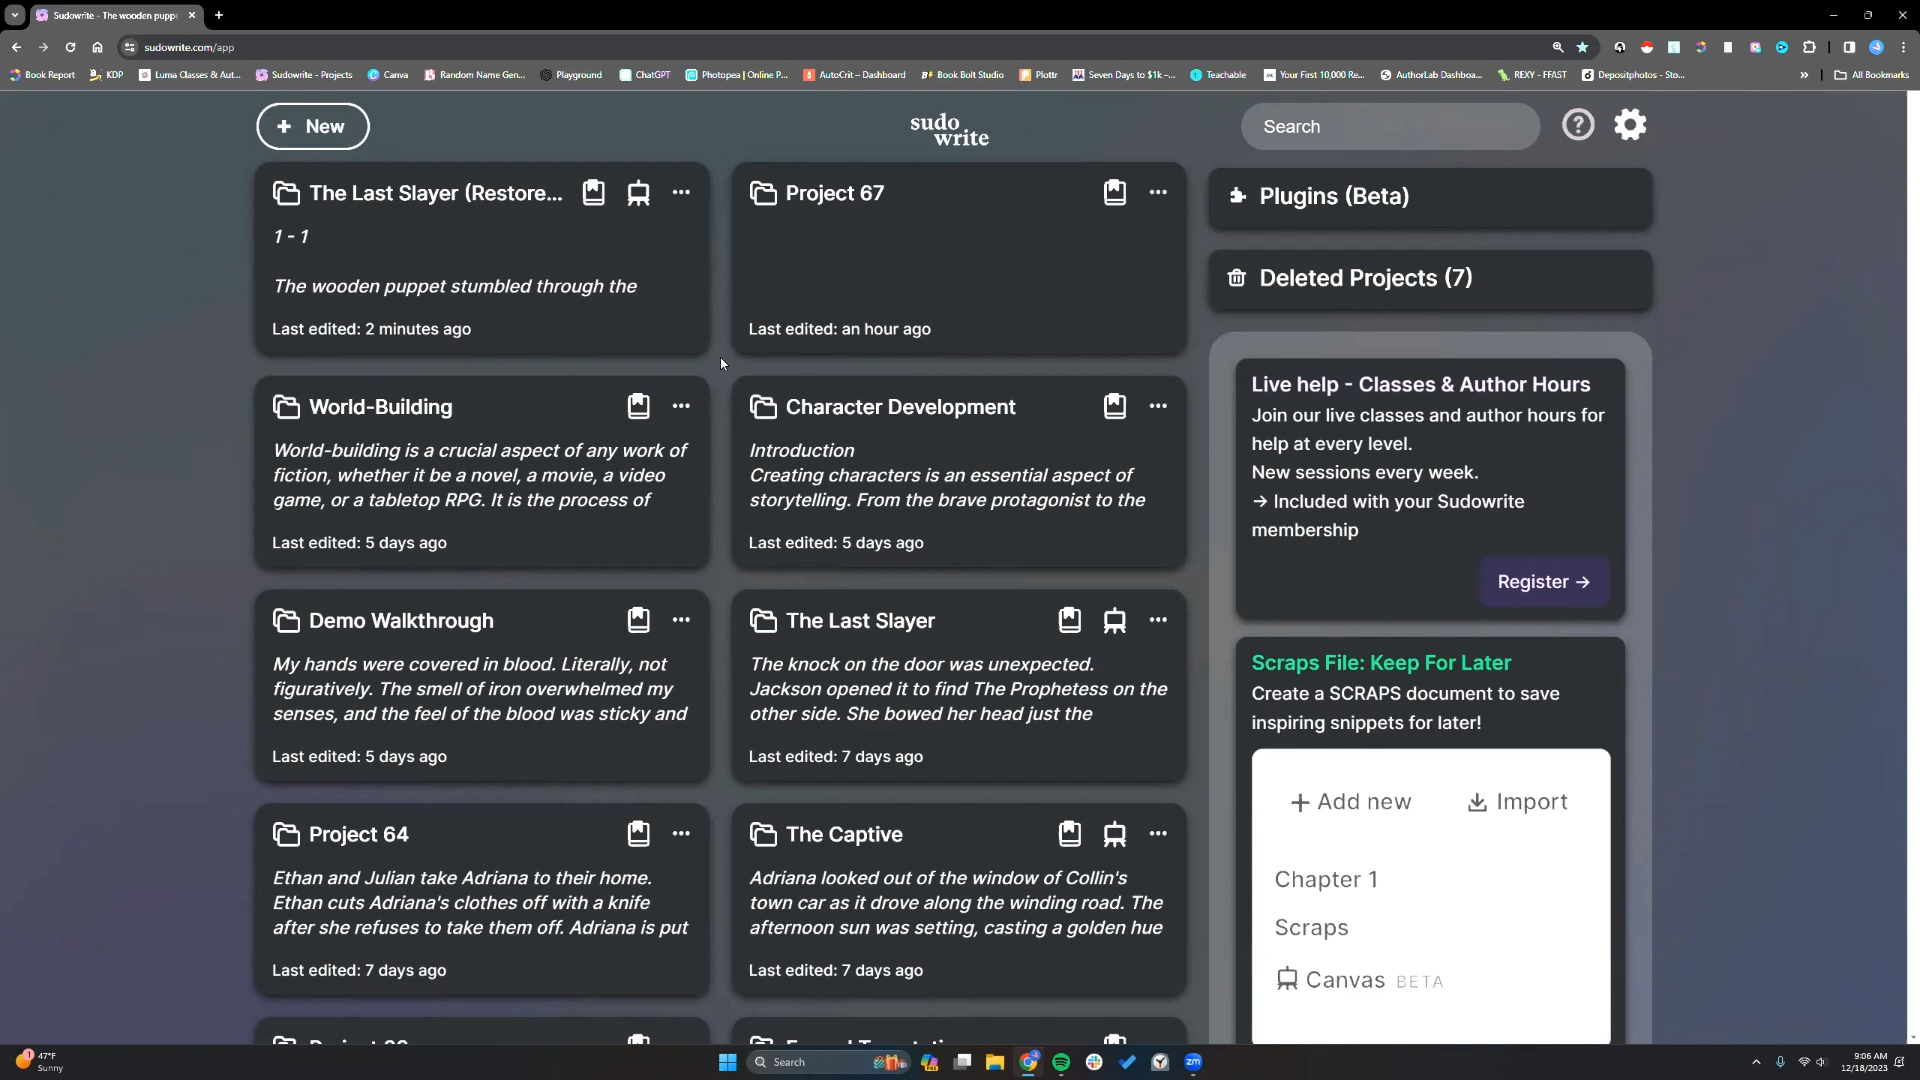 Sudowrite - The wooden pupp
sudowrite.com/app
Book Report
KDP
Luma Classes & Aut...
Sudowrite - Projects
Canva
Random Name Gen...
Playground
ChatGPT
Photopea | Online P...
AutoCrit – Dashboard
Book Bolt Studio
Plottr
Seven Days to $1k –...
Teachable
Your First 10,000 Re...
AuthorLab Dashboa...
REXY - FFAST
Depositphotos - Sto...
All Bookmarks
+ New
sudo
write
Search
The Last Slayer (Restore...
1 - 1
The wooden puppet stumbled through the
Last edited: 2 minutes ago
Project 67
Last edited: an hour ago
Plugins (Beta)
Deleted Projects (7)
World-Building
World-building is a crucial aspect of any work of
fiction, whether it be a novel, a movie, a video
game, or a tabletop RPG. It is the process of
Last edited: 5 days ago
Character Development
Introduction
Creating characters is an essential aspect of
storytelling. From the brave protagonist to the
Last edited: 5 days ago
Live help - Classes & Author Hours
Join our live classes and author hours for
help at every level.
New sessions every week.
→ Included with your Sudowrite
membership
Register →
Demo Walkthrough
My hands were covered in blood. Literally, not
figuratively. The smell of iron overwhelmed my
senses, and the feel of the blood was sticky and
Last edited: 5 days ago
The Last Slayer
The knock on the door was unexpected.
Jackson opened it to find The Prophetess on the
other side. She bowed her head just the
Last edited: 7 days ago
Scraps File: Keep For Later
Create a SCRAPS document to save
inspiring snippets for later!
+ Add new
Import
Chapter 1
Scraps
Canvas BETA
Project 64
Ethan and Julian take Adriana to their home.
Ethan cuts Adriana's clothes off with a knife
after she refuses to take them off. Adriana is put
Last edited: 7 days ago
The Captive
Adriana looked out of the window of Collin's
town car as it drove along the winding road. The
afternoon sun was setting, casting a golden hue
Last edited: 7 days ago
47°F
Sunny
Search
zm
9:06 AM
12/18/2023